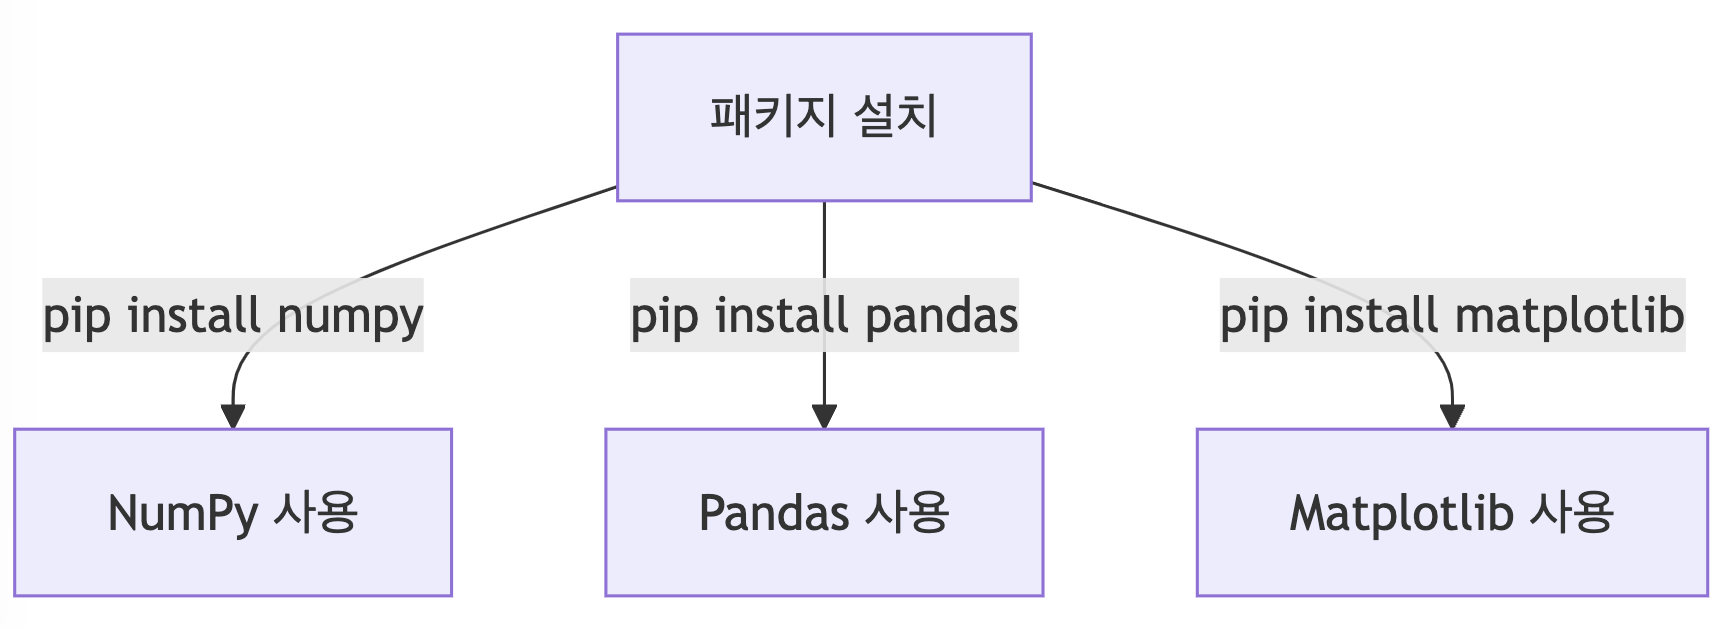 패키지 설치
pip install numpy
pip install pandas
pip install matplotlib
NumPy 사용
Pandas 사용
Matplotlib 사용